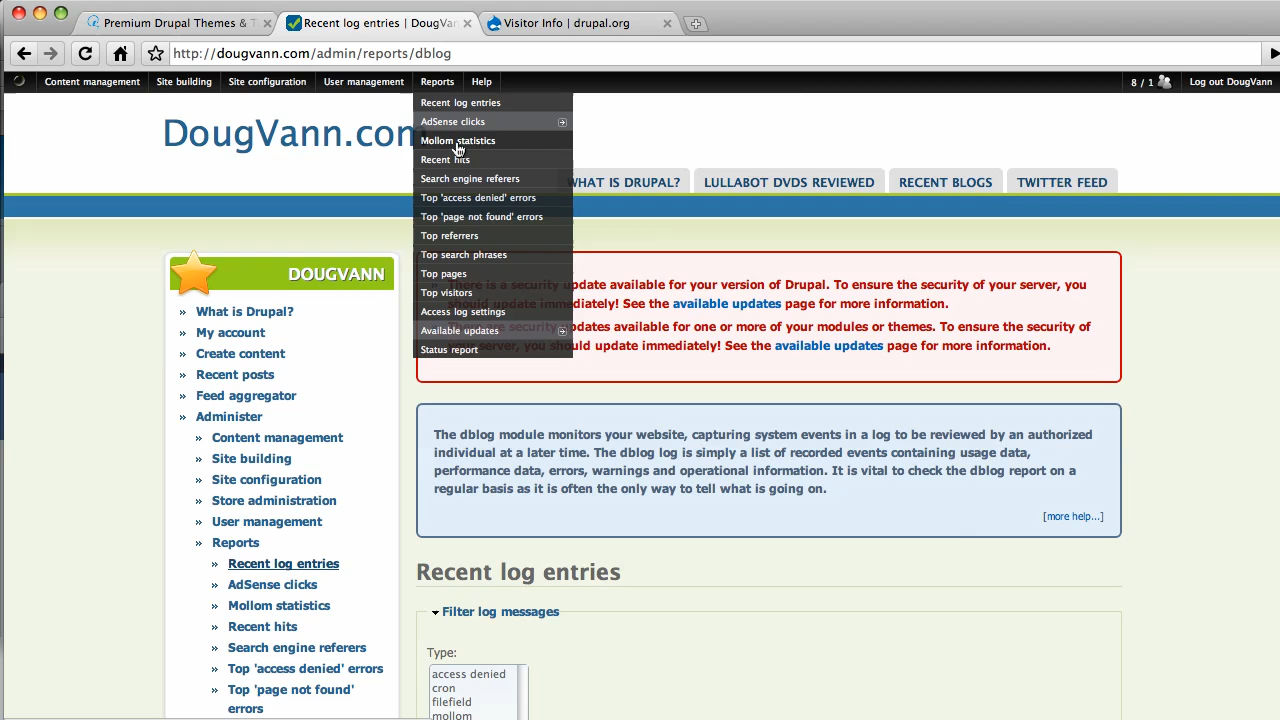 Premium Drupal Themes & T
Recent log entries | DougVan
Visitor Info | drupal.org
http://dougvann.com/admin/reports/dblog
Content management
Site building
Site configuration
User management
Reports
Help
8 / 1
Log out DougVann
DougVann.com
Recent log entries
AdSense clicks
Mollom statistics
Recent hits
Search engine referers
Top 'access denied' errors
Top 'page not found' errors
Top referrers
Top search phrases
Top pages
Top visitors
Access log settings
Available updates
Status report
WHAT IS DRUPAL?
LULLABOT DVDS REVIEWED
RECENT BLOGS
TWITTER FEED
DOUGVANN
» What is Drupal?
» My account
» Create content
» Recent posts
» Feed aggregator
» Administer
» Content management
» Site building
» Site configuration
» Store administration
» User management
» Reports
» Recent log entries
» AdSense clicks
» Mollom statistics
» Recent hits
» Search engine referers
» Top 'access denied' errors
» Top 'page not found'
errors
There is a security update available for your version of Drupal. To ensure the security of your server, you
should update immediately! See the available updates page for more information.
There are security updates available for one or more of your modules or themes. To ensure the security of
your server, you should update immediately! See the available updates page for more information.
The dblog module monitors your website, capturing system events in a log to be reviewed by an authorized
individual at a later time. The dblog log is simply a list of recorded events containing usage data,
performance data, errors, warnings and operational information. It is vital to check the dblog report on a
regular basis as it is often the only way to tell what is going on.
[more help...]
Recent log entries
Filter log messages
Type:
access denied
cron
filefield
mollom